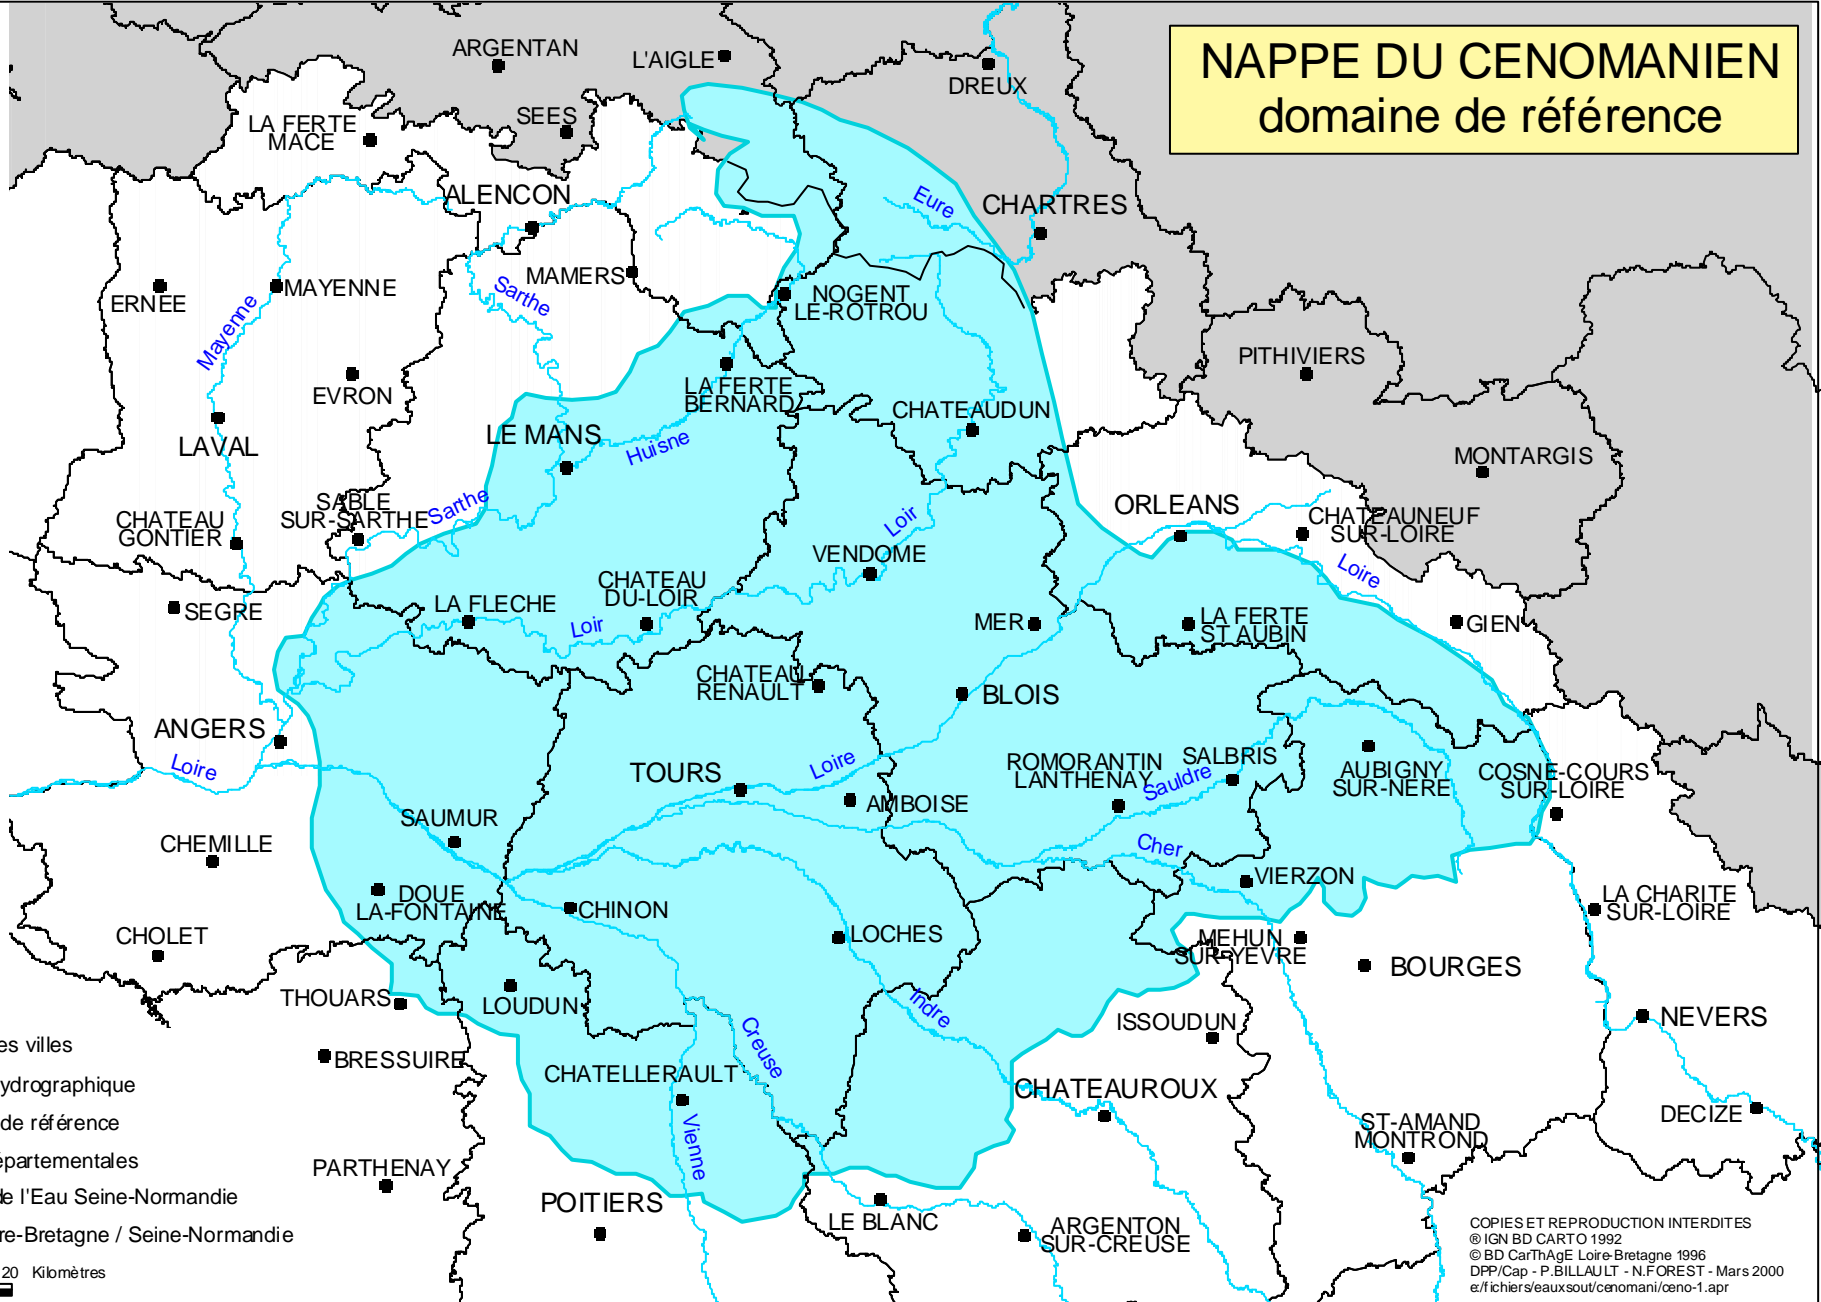 NAPPE DU CENOMANIEN
domaine de référence
ARGENTAN
L'AIGLE
DREUX
SEES
LA FERTE
MACE
ALENCON
Eure
CHARTRES
MAMERS
Sarthe
ERNEE
MAYENNE
Mayenne
NOGENT
LE-ROTROU
PITHIVIERS
EVRON
LA FERTE
BERNARD
CHATEAUDUN
LAVAL
LE MANS
Huisne
MONTARGIS
SABLE
SUR-SARTHE
Sarthe
CHATEAU
GONTIER
ORLEANS
CHATEAUNEUF
SUR-LOIRE
Loir
VENDOME
Loire
SEGRE
LA FLECHE
CHATEAU
DU-LOIR
Loir
MER
LA FERTE
ST AUBIN
GIEN
CHATEAU
RENAULT
BLOIS
ANGERS
Loire
TOURS
Loire
ROMORANTIN
LANTHENAY
SALBRIS
Sauldre
AUBIGNY
SUR-NERE
COSNE-COURS
SUR-LOIRE
AMBOISE
SAUMUR
CHEMILLE
Cher
VIERZON
DOUE
LA-FONTAINE
CHINON
LA CHARITE
SUR-LOIRE
CHOLET
LOCHES
MEHUN
SUR-YEVRE
BOURGES
THOUARS
LOUDUN
Indre
ISSOUDUN
NEVERS
Creuse
BRESSUIRE
CHATELLERAULT
CHATEAUROUX
DECIZE
Vienne
ST-AMAND
MONTROND
PARTHENAY
POITIERS
LE BLANC
ARGENTON
SUR-CREUSE
es villes
ydrographique
de référence
épartementales
de l'Eau Seine-Normandie
re-Bretagne / Seine-Normandie
20 Kilomètres
COPIES ET REPRODUCTION INTERDITES
® IGN BD CARTO 1992
© BD CarThAgE Loire-Bretagne 1996
DPP/Cap - P.BILLAULT - N.FOREST - Mars 2000
e/fichiers/eauxsout/cenomani/ceno-1.apr